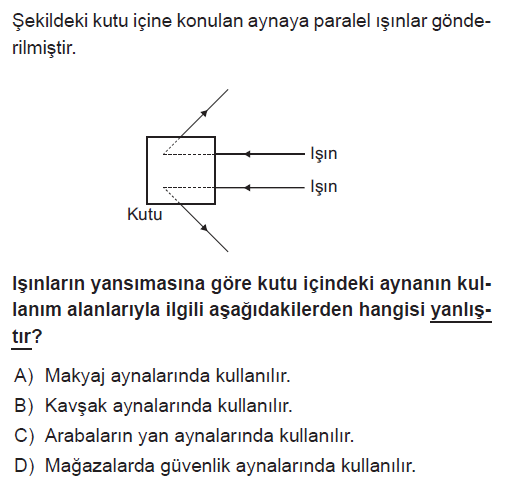 Şekildeki kutu içine konulan aynaya paralel ışınlar gönde-
rilmiştir.
Işın
Işın
Kutu
Işınların yansımasına göre kutu içindeki aynanın kul-
lanım alanlarıyla ilgili aşağıdakilerden hangisi yanlış-
tır?
A) Makyaj aynalarında kullanılır.
B) Kavşak aynalarında kullanılır.
C) Arabaların yan aynalarında kullanılır.
D) Mağazalarda güvenlik aynalarında kullanılır.